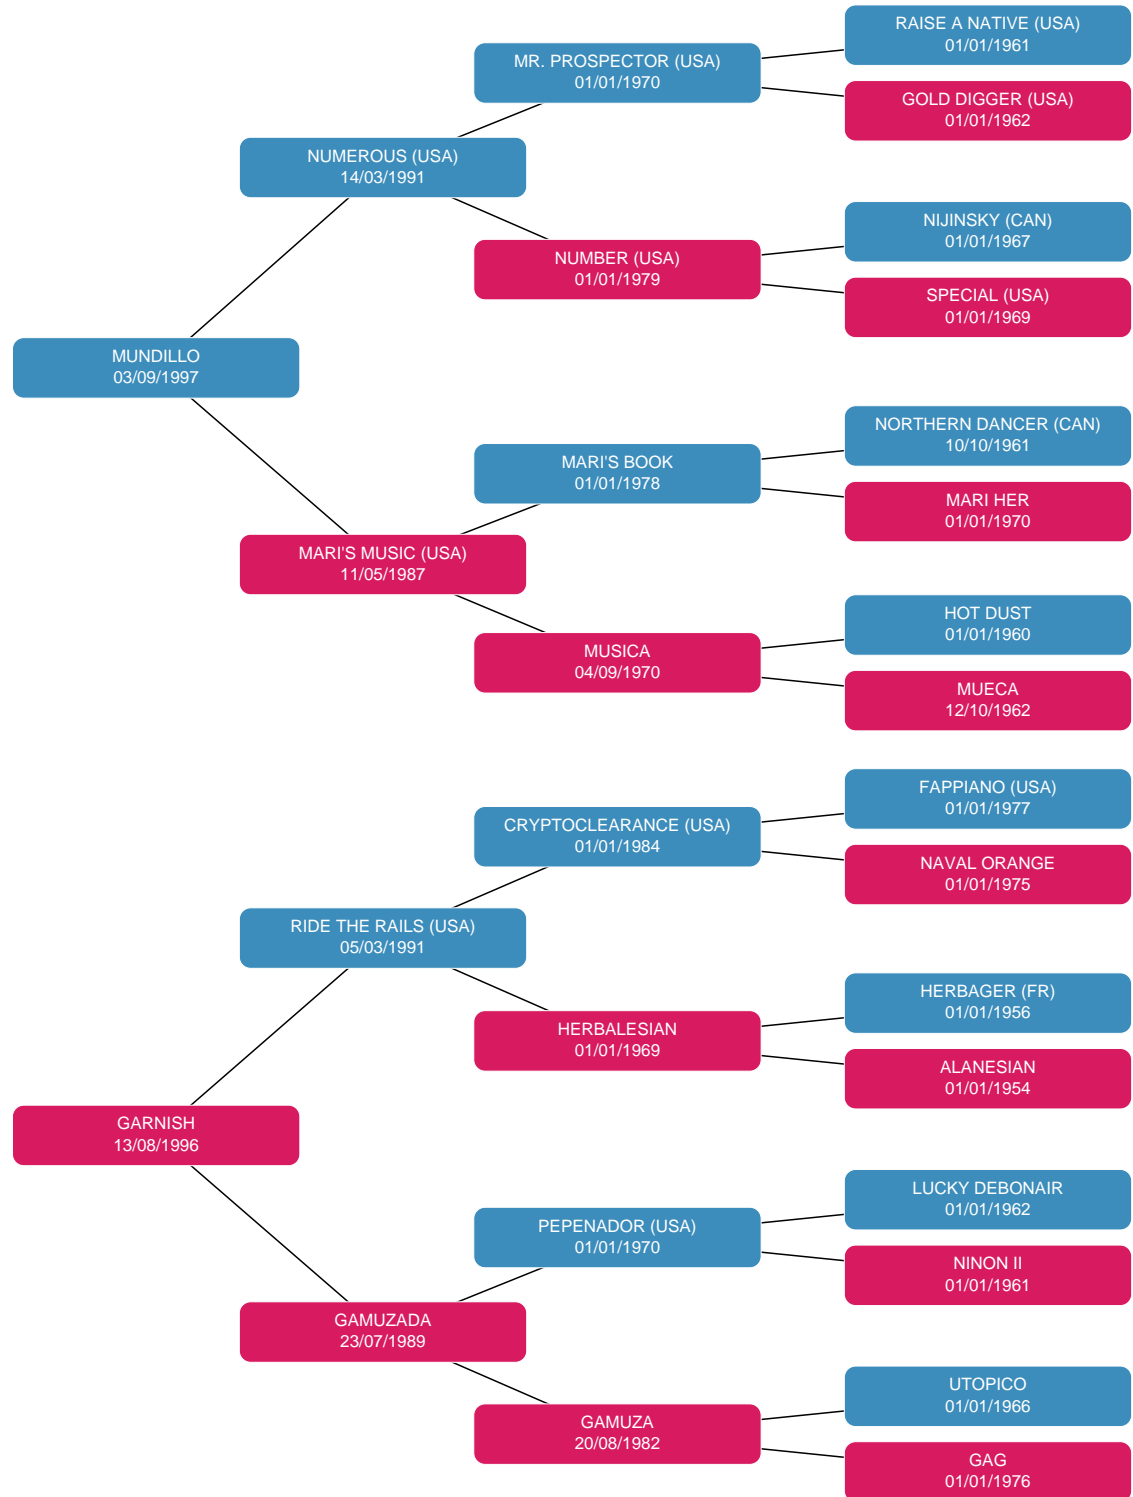 RAISE A NATIVE (USA)
01/01/1961
MR. PROSPECTOR (USA)
01/01/1970
GOLD DIGGER (USA)
01/01/1962
NUMEROUS (USA)
14/03/1991
NIJINSKY (CAN)
01/01/1967
NUMBER (USA)
01/01/1979
SPECIAL (USA)
01/01/1969
MUNDILLO
03/09/1997
NORTHERN DANCER (CAN)
10/10/1961
MARI'S BOOK
01/01/1978
MARI HER
01/01/1970
MARI'S MUSIC (USA)
11/05/1987
HOT DUST
01/01/1960
MUSICA
04/09/1970
MUECA
12/10/1962
FAPPIANO (USA)
01/01/1977
CRYPTOCLEARANCE (USA)
01/01/1984
NAVAL ORANGE
01/01/1975
RIDE THE RAILS (USA)
05/03/1991
HERBAGER (FR)
01/01/1956
HERBALESIAN
01/01/1969
ALANESIAN
01/01/1954
GARNISH
13/08/1996
LUCKY DEBONAIR
01/01/1962
PEPENADOR (USA)
01/01/1970
NINON II
01/01/1961
GAMUZADA
23/07/1989
UTOPICO
01/01/1966
GAMUZA
20/08/1982
GAG
01/01/1976